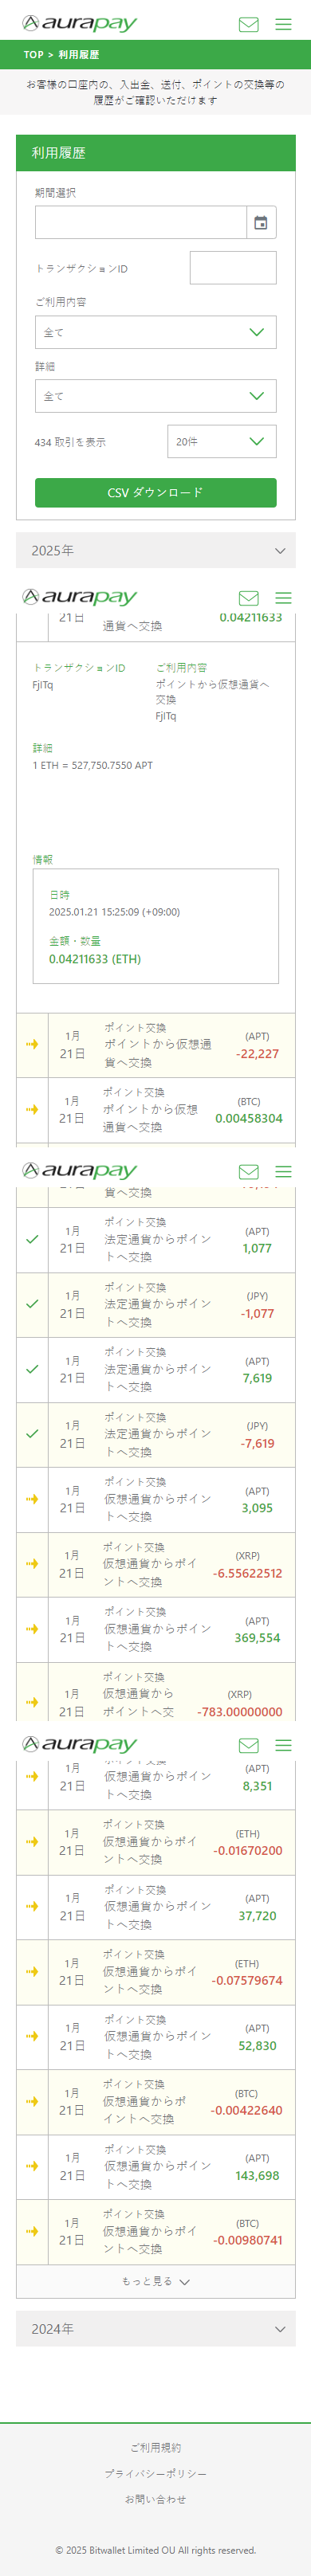 aurapay
TOP > 利用履歴
お客様の口座内の、入出金、送付、ポイントの交換等の
履歴がご確認いただけます
利用履歴
期間選択
トランザクションID
ご利用内容
全て
詳細
全て
434 取引を表示
20件
CSV ダウンロード
2025年
aurapay
21日
通貨へ交換
0.04211633
トランザクションID
FjITq
ご利用内容
ポイントから仮想通貨へ
交換
FjITq
詳細
1 ETH = 527,750.7550 APT
情報
日時
2025.01.21 15:25:09 (+09:00)
金額・数量
0.04211633 (ETH)
1月
21日
ポイント交換
ポイントから仮想通
貨へ交換
(APT)
-22,227
1月
21日
ポイント交換
ポイントから仮想
通貨へ交換
(BTC)
0.00458304
aurapay
貨へ交換
1月
21日
ポイント交換
法定通貨からポイン
トへ交換
(APT)
1,077
1月
21日
ポイント交換
法定通貨からポイン
トへ交換
(JPY)
-1,077
1月
21日
ポイント交換
法定通貨からポイン
トへ交換
(APT)
7,619
1月
21日
ポイント交換
法定通貨からポイン
トへ交換
(JPY)
-7,619
1月
21日
ポイント交換
仮想通貨からポイン
トへ交換
(APT)
3,095
1月
21日
ポイント交換
仮想通貨からポイ
ントへ交換
(XRP)
-6.55622512
1月
21日
ポイント交換
仮想通貨からポイン
トへ交換
(APT)
369,554
1月
21日
ポイント交換
仮想通貨から
ポイントへ交
(XRP)
-783.00000000
aurapay
1月
21日
ポイント交換
仮想通貨からポイン
トへ交換
(APT)
8,351
1月
21日
ポイント交換
仮想通貨からポイ
ントへ交換
(ETH)
-0.01670200
1月
21日
ポイント交換
仮想通貨からポイン
トへ交換
(APT)
37,720
1月
21日
ポイント交換
仮想通貨からポイ
ントへ交換
(ETH)
-0.07579674
1月
21日
ポイント交換
仮想通貨からポイン
トへ交換
(APT)
52,830
1月
21日
ポイント交換
仮想通貨からポ
イントへ交換
(BTC)
-0.00422640
1月
21日
ポイント交換
仮想通貨からポイン
トへ交換
(APT)
143,698
1月
21日
ポイント交換
仮想通貨からポイ
ントへ交換
(BTC)
-0.00980741
もっと見る
2024年
ご利用規約
プライバシーポリシー
お問い合わせ
© 2025 Bitwallet Limited OU All rights reserved.